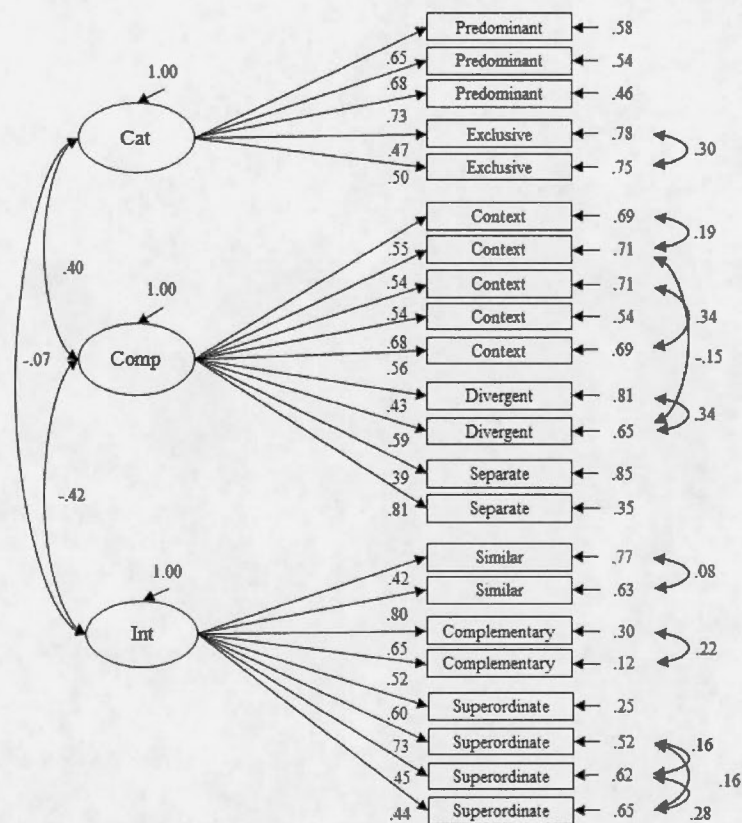 Predominant .58
.65 Predominant .54
1.00 .68 Predominant .46
Cat .73 Exclusive .78
.47 Exclusive .75 .30
.50
Context .69
.55 Context .71 .19
.40 .54 Context .71
1.00 .54 Context .54 .34
-.07 Comp .68 Context .69 -.15
.56
.43 Divergent .81
.59 Divergent .65 .34
-.42 .39 Separate .85
.81 Separate .35
Similar .77
1.00 .42 Similar .63 .08
Int .80 Complementary .30
.65 Complementary .12 .22
.52
.60 Superordinate .25
.73 Superordinate .52 .16
.45 Superordinate .62 .16
.44 Superordinate .65 .28